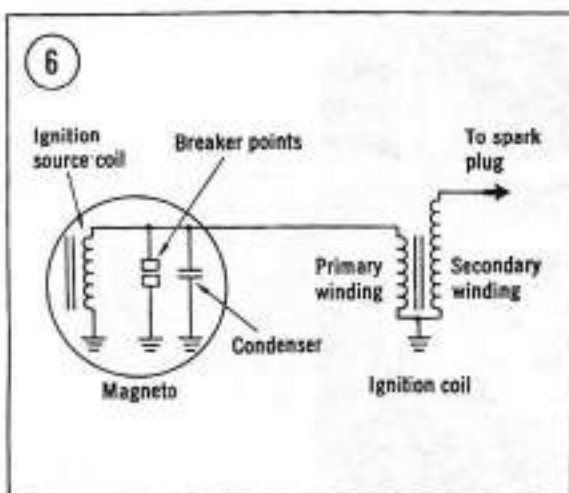 6
Ignition
source coil
Breaker points
To spark
plug
Primary
winding
Secondary
winding
Condenser
Magneto
Ignition coil